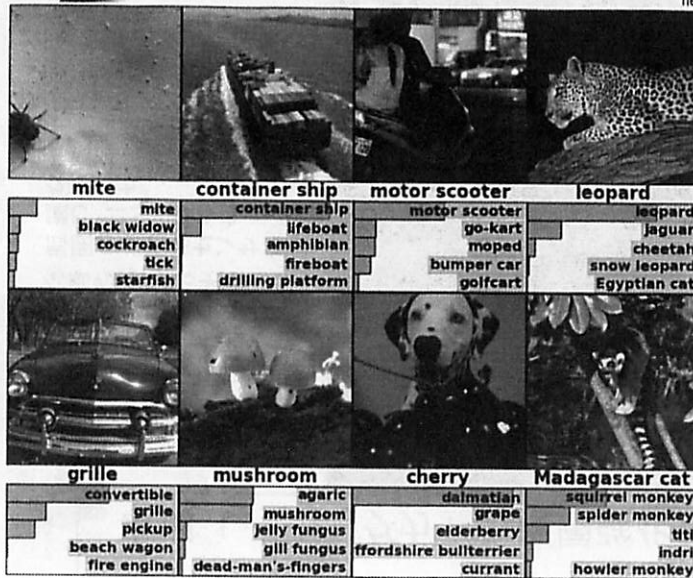 mite container ship motor scooter leopard
mite
black widow
cockroach
tick
starfish
container ship
lifeboat
amphibian
fireboat
drilling platform
motor scooter
go-kart
moped
bumper car
golfcart
leopard
jaguar
cheetah
snow leopard
Egyptian cat
grille mushroom cherry Madagascar cat
convertible
grille
pickup
beach wagon
fire engine
agaric
mushroom
jelly fungus
gill fungus
dead-man's-fingers
dalmatian
grape
elderberry
ffordshire bullterrier
currant
squirrel monkey
spider monkey
titi
indri
howler monkey